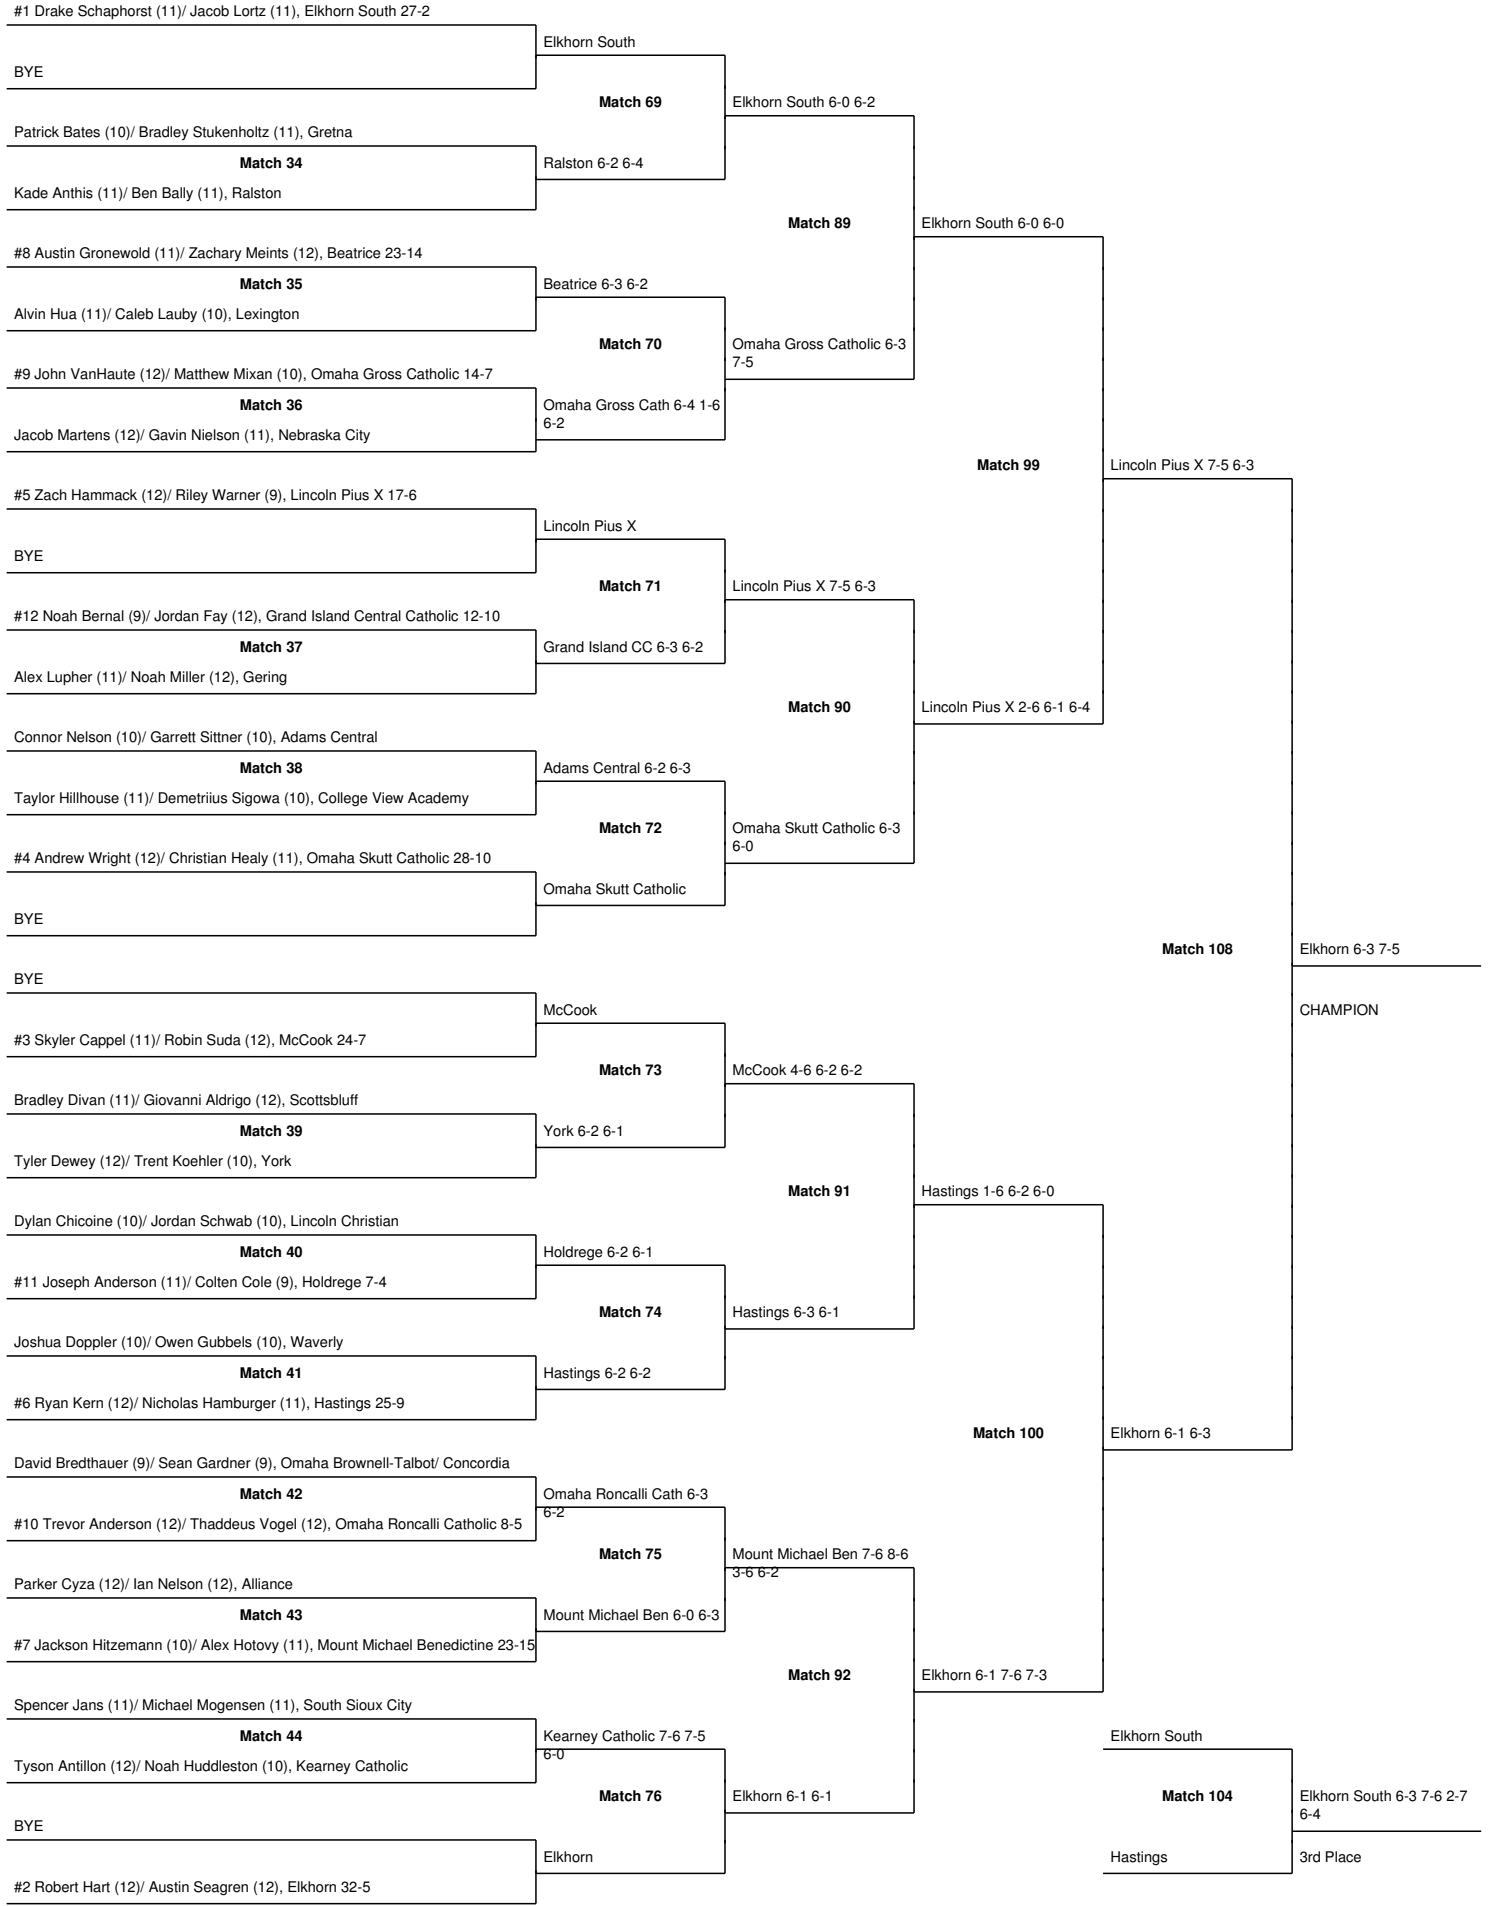 #1 Drake Schaphorst (11)/ Jacob Lortz (11), Elkhorn South 27-2
Elkhorn South
BYE
Match 69
Elkhorn South 6-0 6-2
Patrick Bates (10)/ Bradley Stukenholtz (11), Gretna
Match 34
Ralston 6-2 6-4
Kade Anthis (11)/ Ben Bally (11), Ralston
Match 89
Elkhorn South 6-0 6-0
#8 Austin Gronewold (11)/ Zachary Meints (12), Beatrice 23-14
Match 35
Beatrice 6-3 6-2
Alvin Hua (11)/ Caleb Lauby (10), Lexington
Match 70
Omaha Gross Catholic 6-3
7-5
#9 John VanHaute (12)/ Matthew Mixan (10), Omaha Gross Catholic 14-7
Match 36
Omaha Gross Cath 6-4 1-6
6-2
Jacob Martens (12)/ Gavin Nielson (11), Nebraska City
Match 99
Lincoln Pius X 7-5 6-3
#5 Zach Hammack (12)/ Riley Warner (9), Lincoln Pius X 17-6
Lincoln Pius X
BYE
Match 71
Lincoln Pius X 7-5 6-3
#12 Noah Bernal (9)/ Jordan Fay (12), Grand Island Central Catholic 12-10
Match 37
Grand Island CC 6-3 6-2
Alex Lupher (11)/ Noah Miller (12), Gering
Match 90
Lincoln Pius X 2-6 6-1 6-4
Connor Nelson (10)/ Garrett Sittner (10), Adams Central
Match 38
Adams Central 6-2 6-3
Taylor Hillhouse (11)/ Demetriius Sigowa (10), College View Academy
Match 72
Omaha Skutt Catholic 6-3
6-0
#4 Andrew Wright (12)/ Christian Healy (11), Omaha Skutt Catholic 28-10
Omaha Skutt Catholic
BYE
Match 108
Elkhorn 6-3 7-5
CHAMPION
BYE
McCook
#3 Skyler Cappel (11)/ Robin Suda (12), McCook 24-7
Match 73
McCook 4-6 6-2 6-2
Bradley Divan (11)/ Giovanni Aldrigo (12), Scottsbluff
Match 39
York 6-2 6-1
Tyler Dewey (12)/ Trent Koehler (10), York
Match 91
Hastings 1-6 6-2 6-0
Dylan Chicoine (10)/ Jordan Schwab (10), Lincoln Christian
Match 40
Holdrege 6-2 6-1
#11 Joseph Anderson (11)/ Colten Cole (9), Holdrege 7-4
Match 74
Hastings 6-3 6-1
Joshua Doppler (10)/ Owen Gubbels (10), Waverly
Match 41
Hastings 6-2 6-2
#6 Ryan Kern (12)/ Nicholas Hamburger (11), Hastings 25-9
Match 100
Elkhorn 6-1 6-3
David Bredthauer (9)/ Sean Gardner (9), Omaha Brownell-Talbot/ Concordia
Match 42
Omaha Roncalli Cath 6-3
6-2
#10 Trevor Anderson (12)/ Thaddeus Vogel (12), Omaha Roncalli Catholic 8-5
Match 75
Mount Michael Ben 7-6 8-6
3-6 6-2
Parker Cyza (12)/ Ian Nelson (12), Alliance
Match 43
Mount Michael Ben 6-0 6-3
#7 Jackson Hitzemann (10)/ Alex Hotovy (11), Mount Michael Benedictine 23-15
Match 92
Elkhorn 6-1 7-6 7-3
Spencer Jans (11)/ Michael Mogensen (11), South Sioux City
Match 44
Kearney Catholic 7-6 7-5
6-0
Tyson Antillon (12)/ Noah Huddleston (10), Kearney Catholic
Match 76
Elkhorn 6-1 6-1
BYE
Elkhorn
#2 Robert Hart (12)/ Austin Seagren (12), Elkhorn 32-5
Elkhorn South
Match 104
Elkhorn South 6-3 7-6 2-7
6-4
Hastings
3rd Place